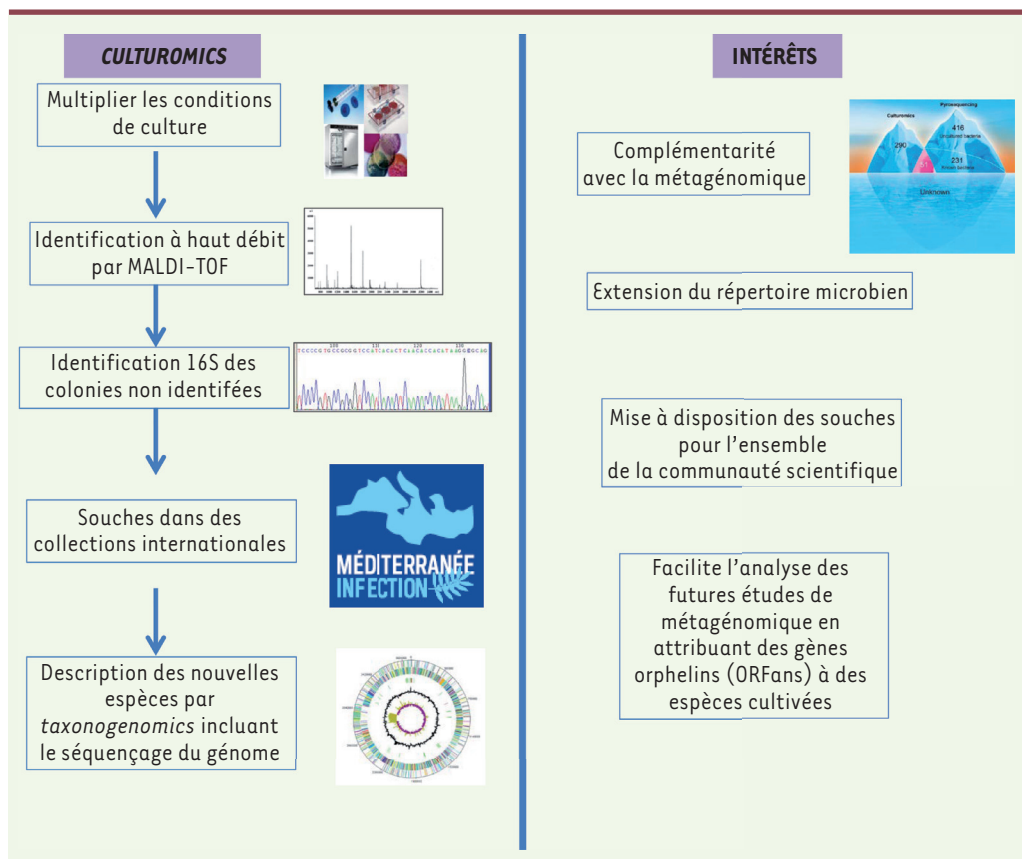 CULTUROMICS
Multiplier les conditions
de culture
Identification à haut débit
par MALDI-TOF
Identification 16S des
colonies non identifées
Souches dans des
collections internationales
MÉDITERRANÉE
INFECTION
Description des nouvelles
espèces par
taxonogenomics incluant
le séquençage du génome
INTÉRÊTS
Complémentarité
avec la métagénomique
Culturomics
Pyrosequencing
290
416
Uncultured bacteria
231
Known bacteria
Unknown
Extension du répertoire microbien
Mise à disposition des souches
pour l'ensemble
de la communauté scientifique
Facilite l'analyse des
futures études de
métagénomique en
attribuant des gènes
orphelins (ORFans) à des
espèces cultivées